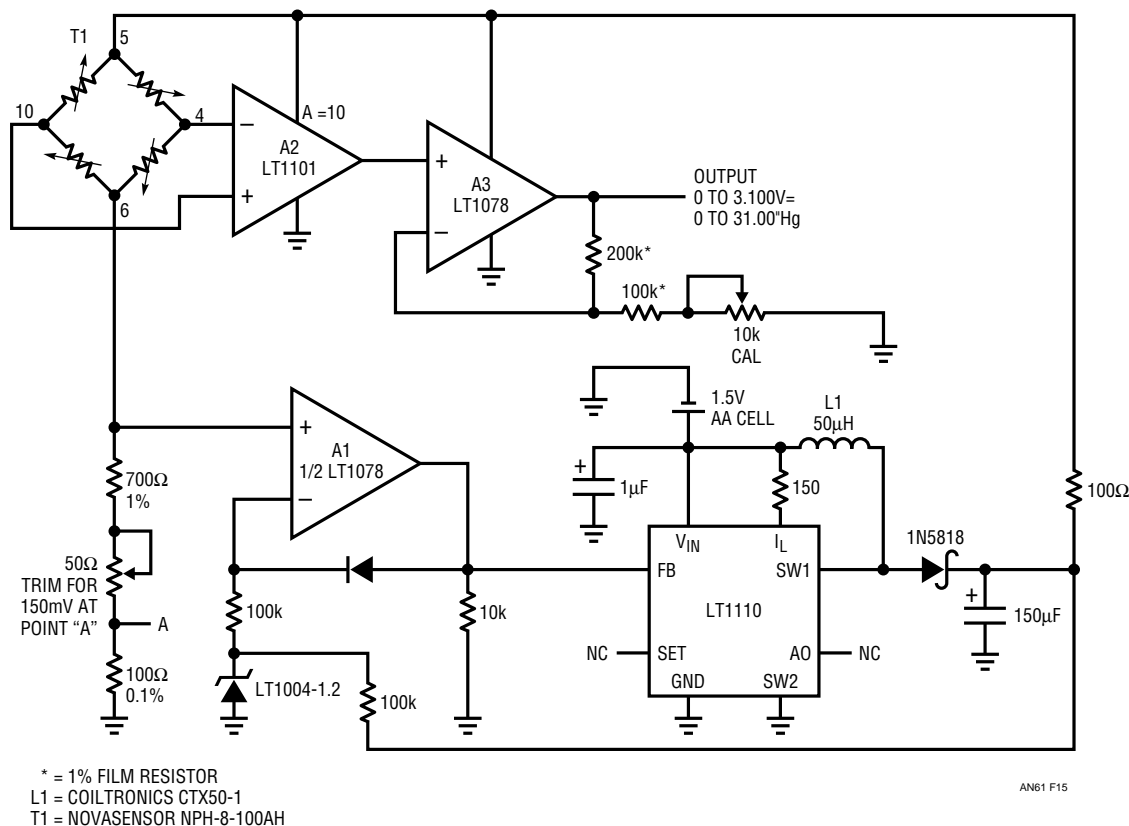 T1
5
10
4
6
A =10
−
A2
LT1101
+
+
A3
LT1078
−
OUTPUT
0 TO 3.100V=
0 TO 31.00"Hg
200k*
100k*
10k
CAL
1.5V
AA CELL
L1
50µH
+
1µF
150
100Ω
+
A1
1/2 LT1078
−
700Ω
1%
50Ω
TRIM FOR
150mV AT
POINT "A"
A
100Ω
0.1%
100k
LT1004-1.2
10k
100k
VIN
IL
FB
SW1
LT1110
NC
SET
AO
NC
GND
SW2
1N5818
+
150µF
* = 1% FILM RESISTOR
L1 = COILTRONICS CTX50-1
T1 = NOVASENSOR NPH-8-100AH
AN61 F15